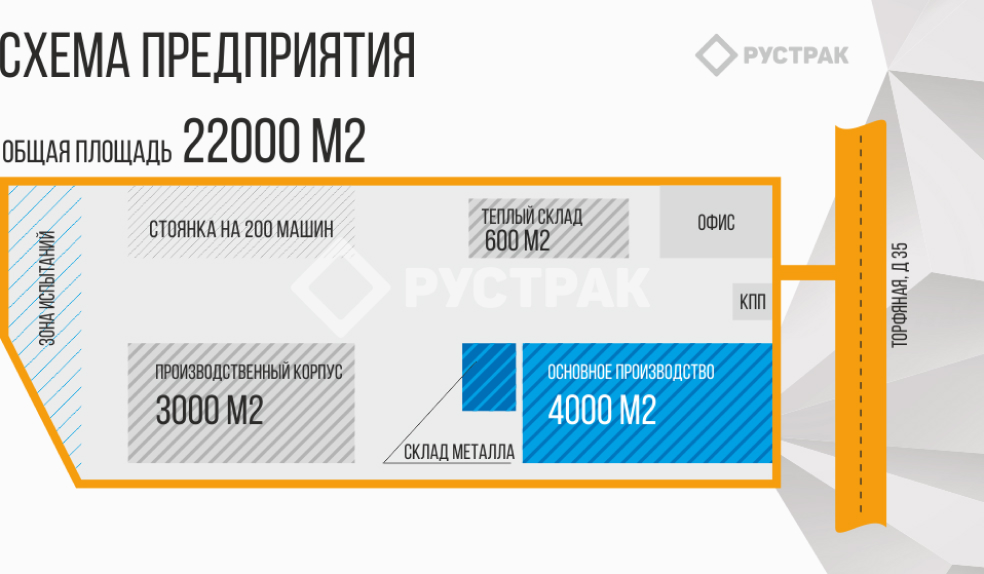 СХЕМА ПРЕДПРИЯТИЯ
РУСТРАК
ОБЩАЯ ПЛОЩАДЬ 22000 М2
ЗОНА ИСПЫТАНИЙ
СТОЯНКА НА 200 МАШИН
ТЕПЛЫЙ СКЛАД
600 М2
ОФИС
РУСТРАК
КПП
ТОРФЯНАЯ, Д 35
ПРОИЗВОДСТВЕННЫЙ КОРПУС
3000 М2
СКЛАД МЕТАЛЛА
ОСНОВНОЕ ПРОИЗВОДСТВО
4000 М2